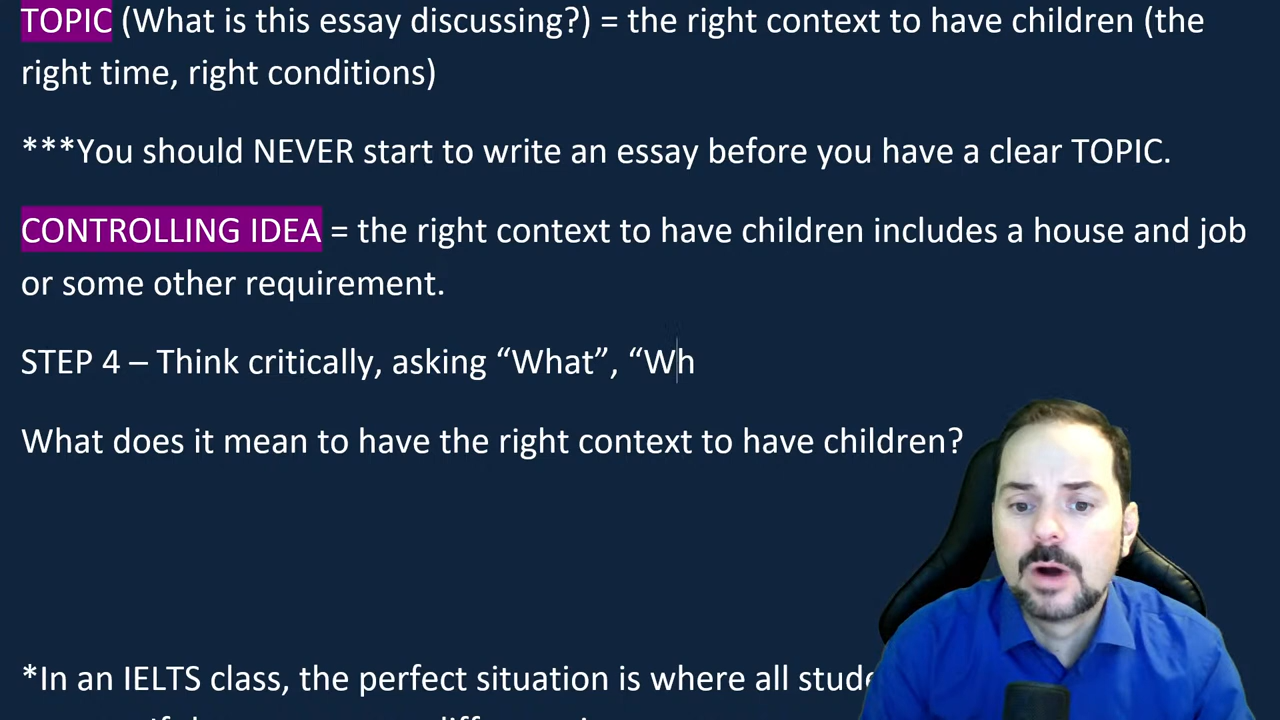 TOPIC (What is this essay discussing?) = the right context to have children (the
right time, right conditions)
***You should NEVER start to write an essay before you have a clear TOPIC.
CONTROLLING IDEA = the right context to have children includes a house and job
or some other requirement.
STEP 4 – Think critically, asking “What”, “Wh
What does it mean to have the right context to have children?
*In an IELTS class, the perfect situation is where all stude